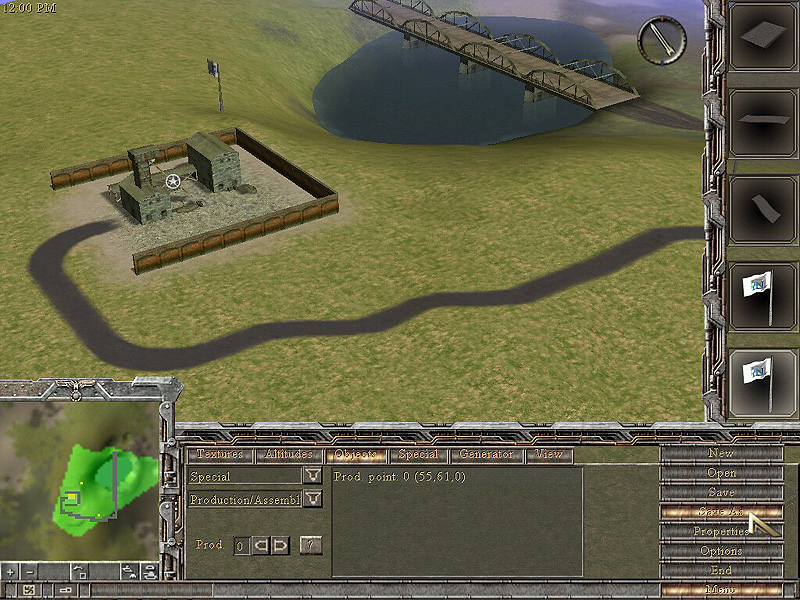 12:00 PM
Textures Altitudes Objects Special Generator View
Special
Production/Assembl
Prod. 0 ?
Prod. point: 0 (55,61,0)
New
Open
Save
Save As
Properties
Options
End
Menu
+ -